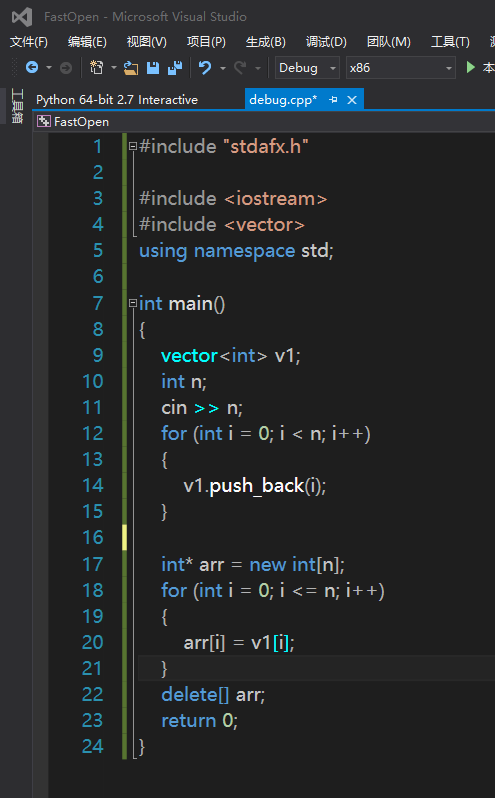 FastOpen - Microsoft Visual Studio
文件(F) 编辑(E) 视图(V) 项目(P) 生成(B) 调试(D) 团队(M) 工具(T)
Debug x86 本
工具箱
Python 64-bit 2.7 Interactive debug.cpp*
FastOpen
1 #include "stdafx.h"
2
3 #include <iostream>
4 #include <vector>
5 using namespace std;
6
7 int main()
8 {
9 vector<int> v1;
10 int n;
11 cin >> n;
12 for (int i = 0; i < n; i++)
13 {
14 v1.push_back(i);
15 }
16
17 int* arr = new int[n];
18 for (int i = 0; i <= n; i++)
19 {
20 arr[i] = v1[i];
21 }
22 delete[] arr;
23 return 0;
24 }